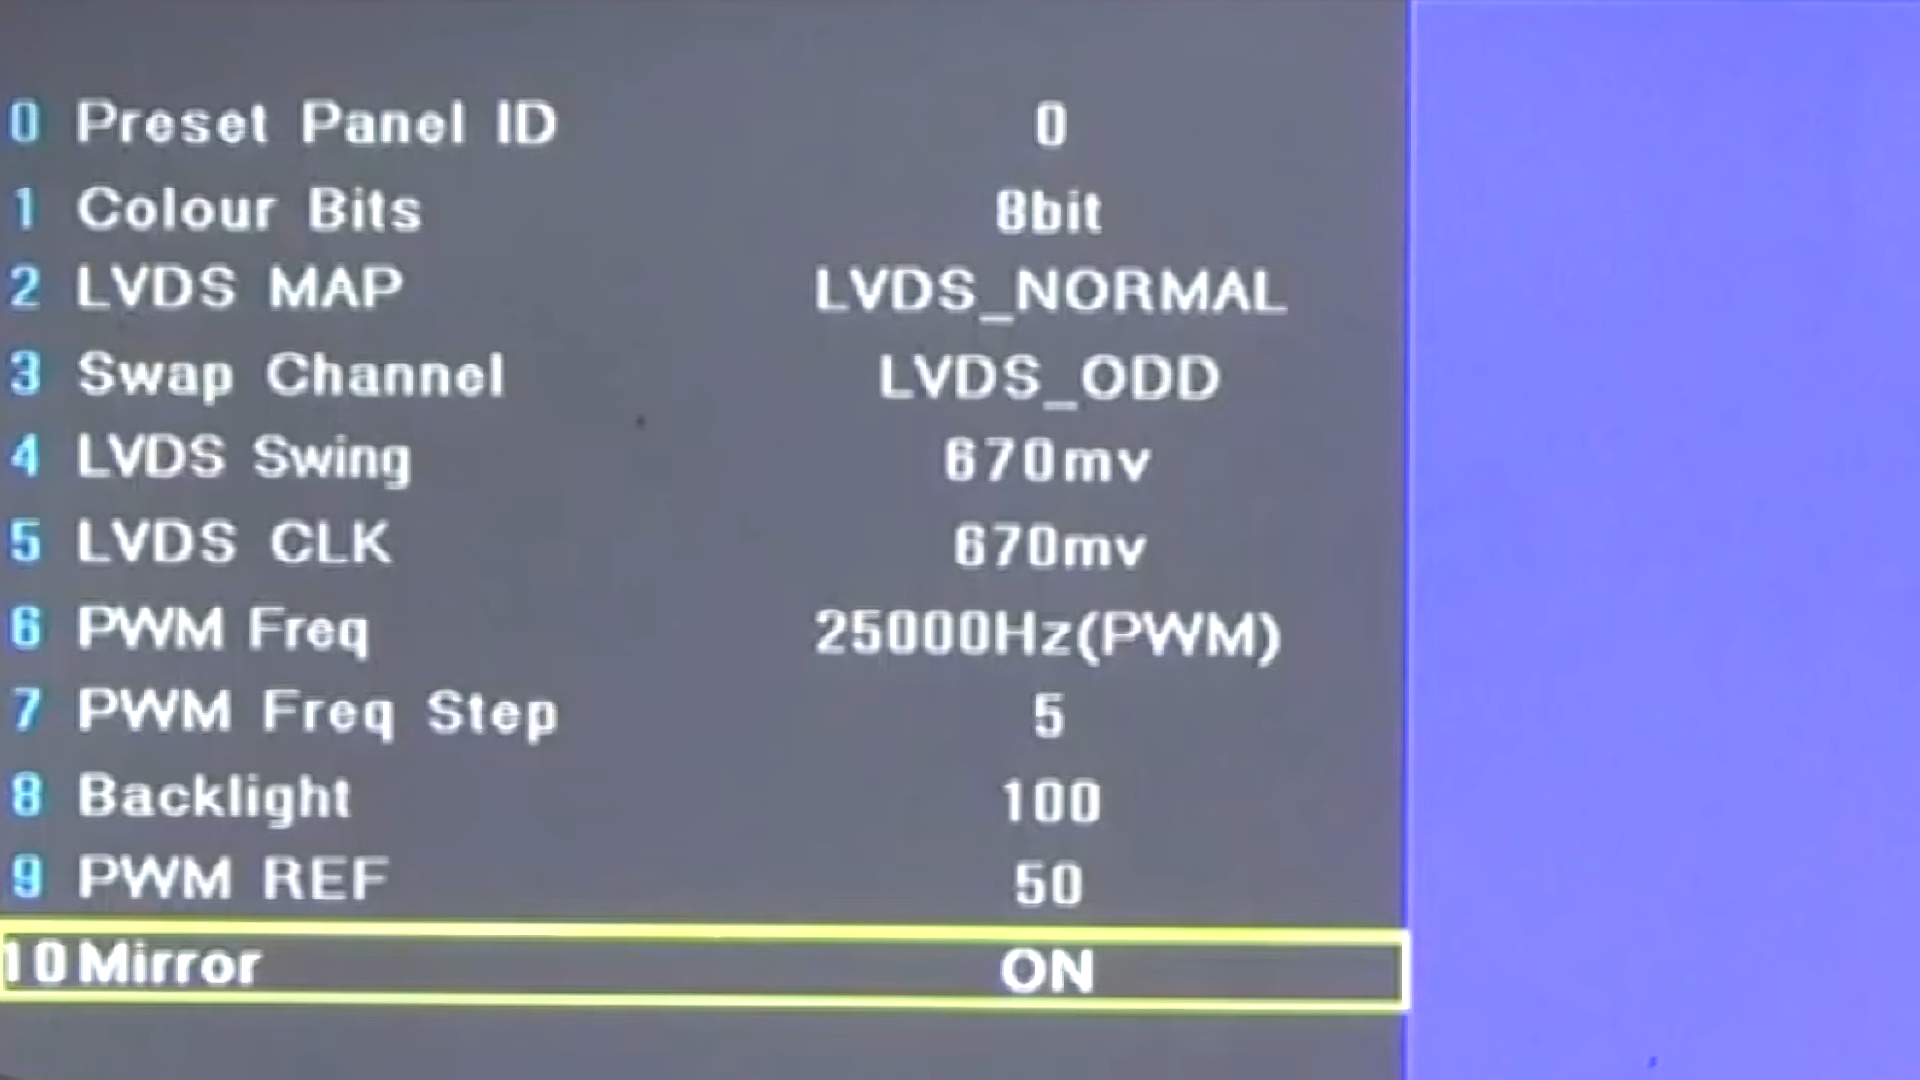 0 Preset Panel ID 0
1 Colour Bits 8bit
2 LVDS MAP LVDS_NORMAL
3 Swap Channel LVDS_ODD
4 LVDS Swing 670mv
5 LVDS CLK 670mv
6 PWM Freq 25000Hz(PWM)
7 PWM Freq Step 5
8 Backlight 100
9 PWM REF 50
10 Mirror ON